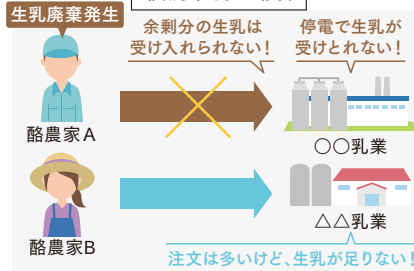 生乳廃棄発生
余剰分の生乳は
受け入れられない！
停電で生乳が
受けとれない！
酪農家A
○○乳業
酪農家B
△△乳業
注文は多いけど、生乳が足りない！